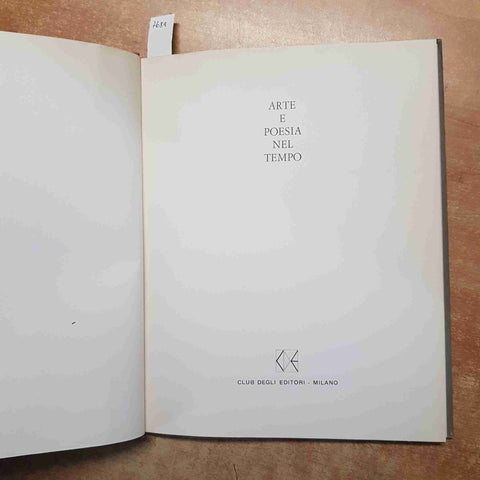 ARTE
E
POESIA
NEL
TEMPO
CLUB DEGLI EDITORI - MILANO